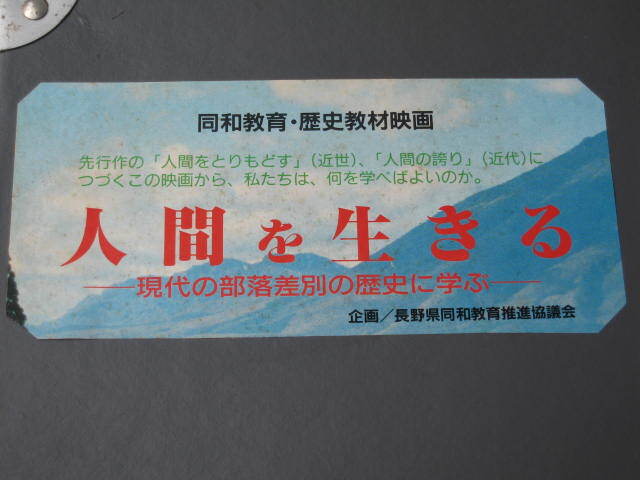 同和教育・歴史教材映画
先行作の「人間をとりもどす」（近世）、「人間の誇り」（近代）に
つづくこの映画から、私たちは、何を学べばよいのか。
人間を生きる
──現代の部落差別の歴史に学ぶ──
企画／長野県同和教育推進協議会